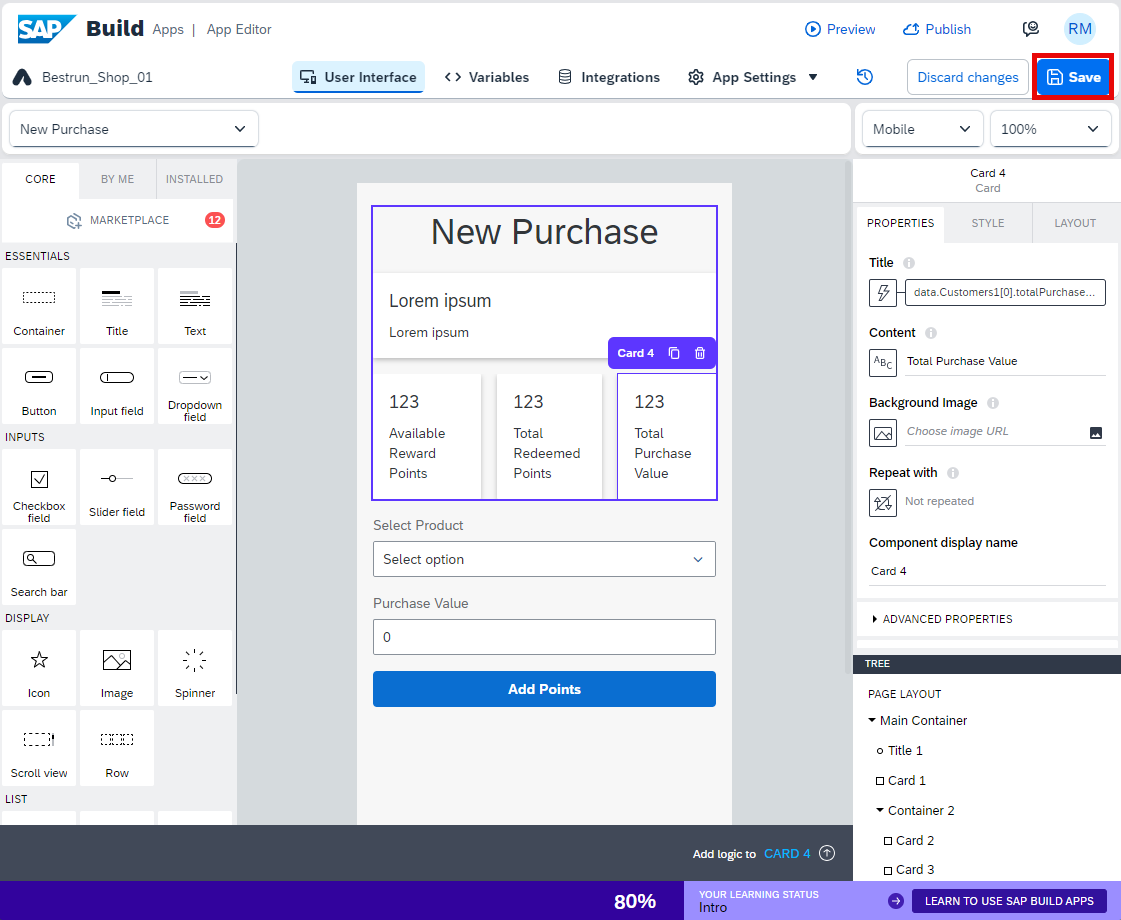 SAP Build Apps | App Editor
Preview
Publish
RM
Bestrun_Shop_01
User Interface
Variables
Integrations
App Settings
Discard changes
Save
New Purchase
Mobile
100%
CORE
BY ME
INSTALLED
MARKETPLACE
12
ESSENTIALS
Container
Title
Text
Button
Input field
Dropdown
field
INPUTS
Checkbox
field
Slider field
Password
field
Search bar
DISPLAY
Icon
Image
Spinner
Scroll view
Row
LIST
New Purchase
Lorem ipsum
Lorem ipsum
Card 4
123
Available
Reward
Points
123
Total
Redeemed
Points
123
Total
Purchase
Value
Select Product
Select option
Purchase Value
0
Add Points
Card 4
Card
PROPERTIES
STYLE
LAYOUT
Title
data.Customers1[0].totalPurchase...
Content
ABC
Total Purchase Value
Background Image
Choose image URL
Repeat with
Not repeated
Component display name
Card 4
ADVANCED PROPERTIES
TREE
PAGE LAYOUT
Main Container
Title 1
Card 1
Container 2
Card 2
Card 3
Add logic to CARD 4
80%
YOUR LEARNING STATUS
Intro
LEARN TO USE SAP BUILD APPS